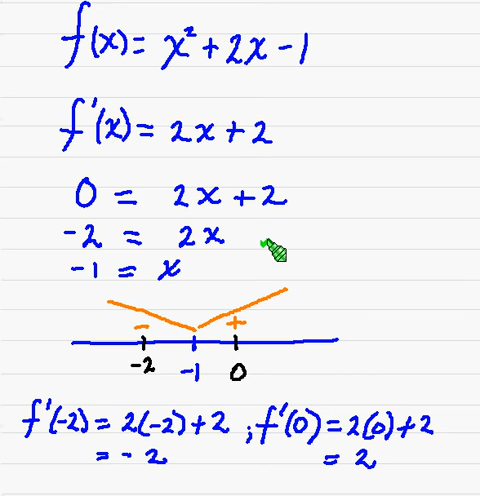 f(x) = x² + 2x - 1
f'(x) = 2x + 2
0 = 2x + 2
-2 = 2x
-1 = x
- +
-2 -1 0
f'(-2) = 2(-2) + 2 ; f'(0) = 2(0) + 2
= -2 = 2